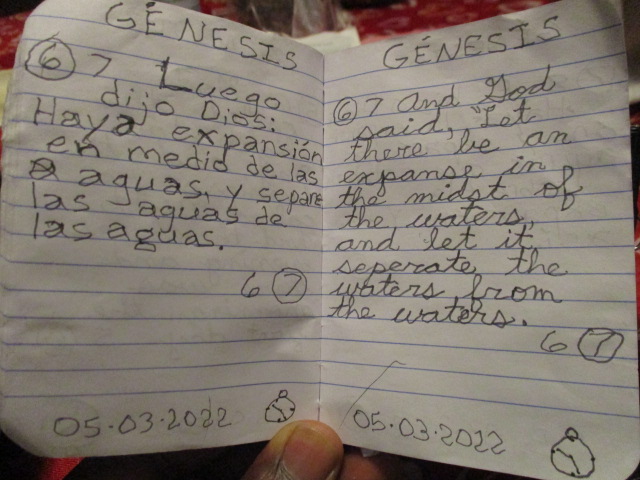 GÉNESIS
6 7 Luego
dijo Dios:
Haya expansión
en medio de las
aguas, y separe
las aguas de
las aguas.
6 7
05.03.2022
GÉNESIS
6 7 And God
said, "Let
there be an
expanse in
the midst of
the waters,
and let it
seperate the
waters from
the waters.
6 7
05.03.2022